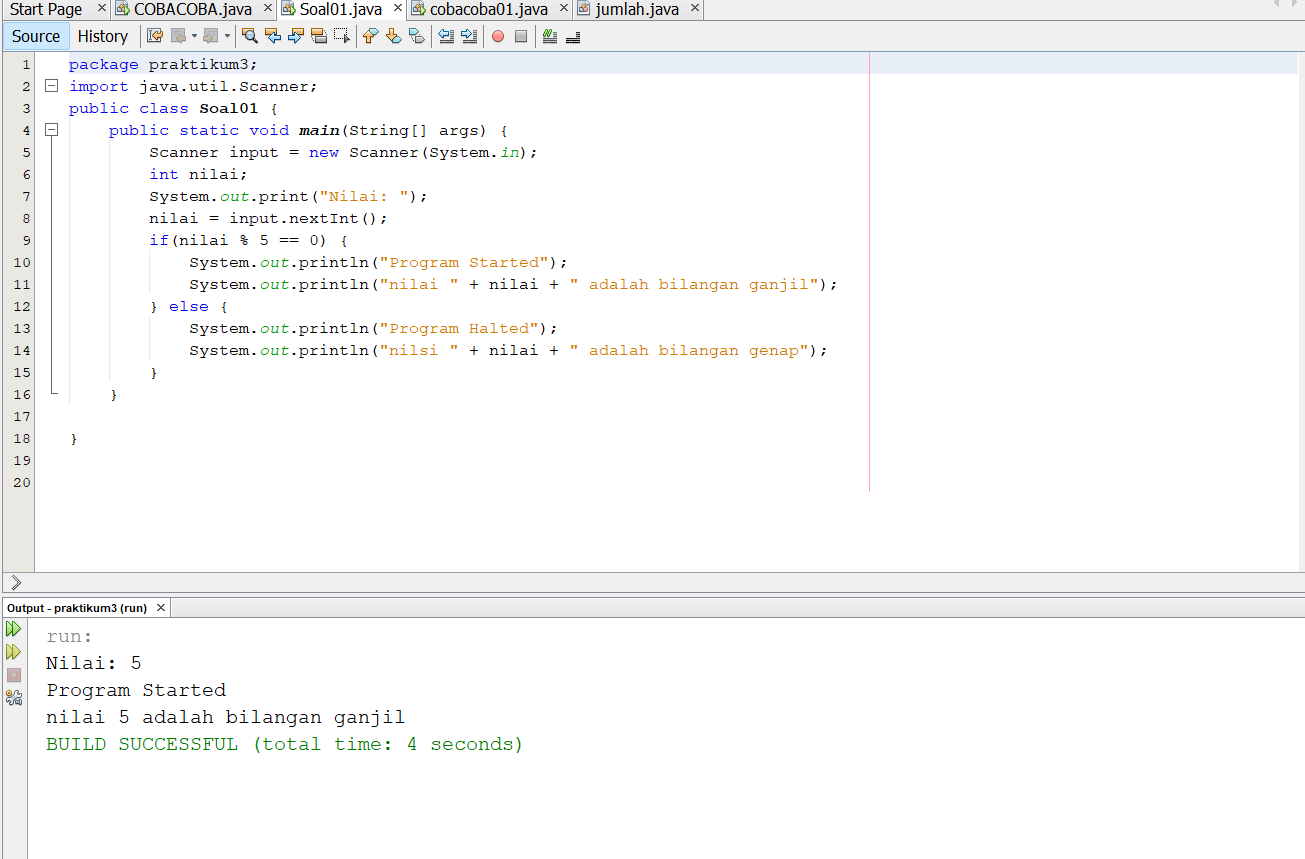 Start Page COBACOBA.java Soal01.java cobacoba01.java jumlah.java
Source History
1 package praktikum3;
2 import java.util.Scanner;
3 public class Soal01 {
4 public static void main(String[] args) {
5 Scanner input = new Scanner(System.in);
6 int nilai;
7 System.out.print("Nilai: ");
8 nilai = input.nextInt();
9 if(nilai % 5 == 0) {
10 System.out.println("Program Started");
11 System.out.println("nilai " + nilai + " adalah bilangan ganjil");
12 } else {
13 System.out.println("Program Halted");
14 System.out.println("nilsi " + nilai + " adalah bilangan genap");
15 }
16 }
17
18 }
19
20
Output - praktikum3 (run)
run:
Nilai: 5
Program Started
nilai 5 adalah bilangan ganjil
BUILD SUCCESSFUL (total time: 4 seconds)